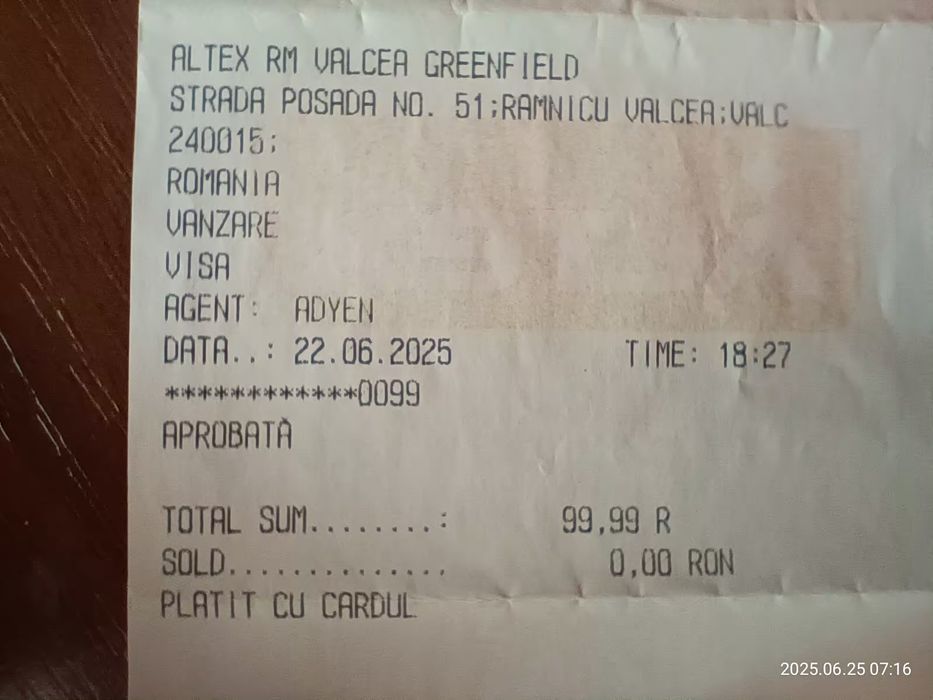 ALTEX RM VALCEA GREENFIELD
STRADA POSADA NO. 51;RAMNICU VALCEA;VALC
240015;
ROMANIA
VANZARE
VISA
AGENT: ADYEN
DATA..: 22.06.2025 TIME: 18:27
************0099
APROBATĂ
TOTAL SUM........: 99,99 R
SOLD.............. 0,00 RON
PLATIT CU CARDUL
2025.06.25 07:16